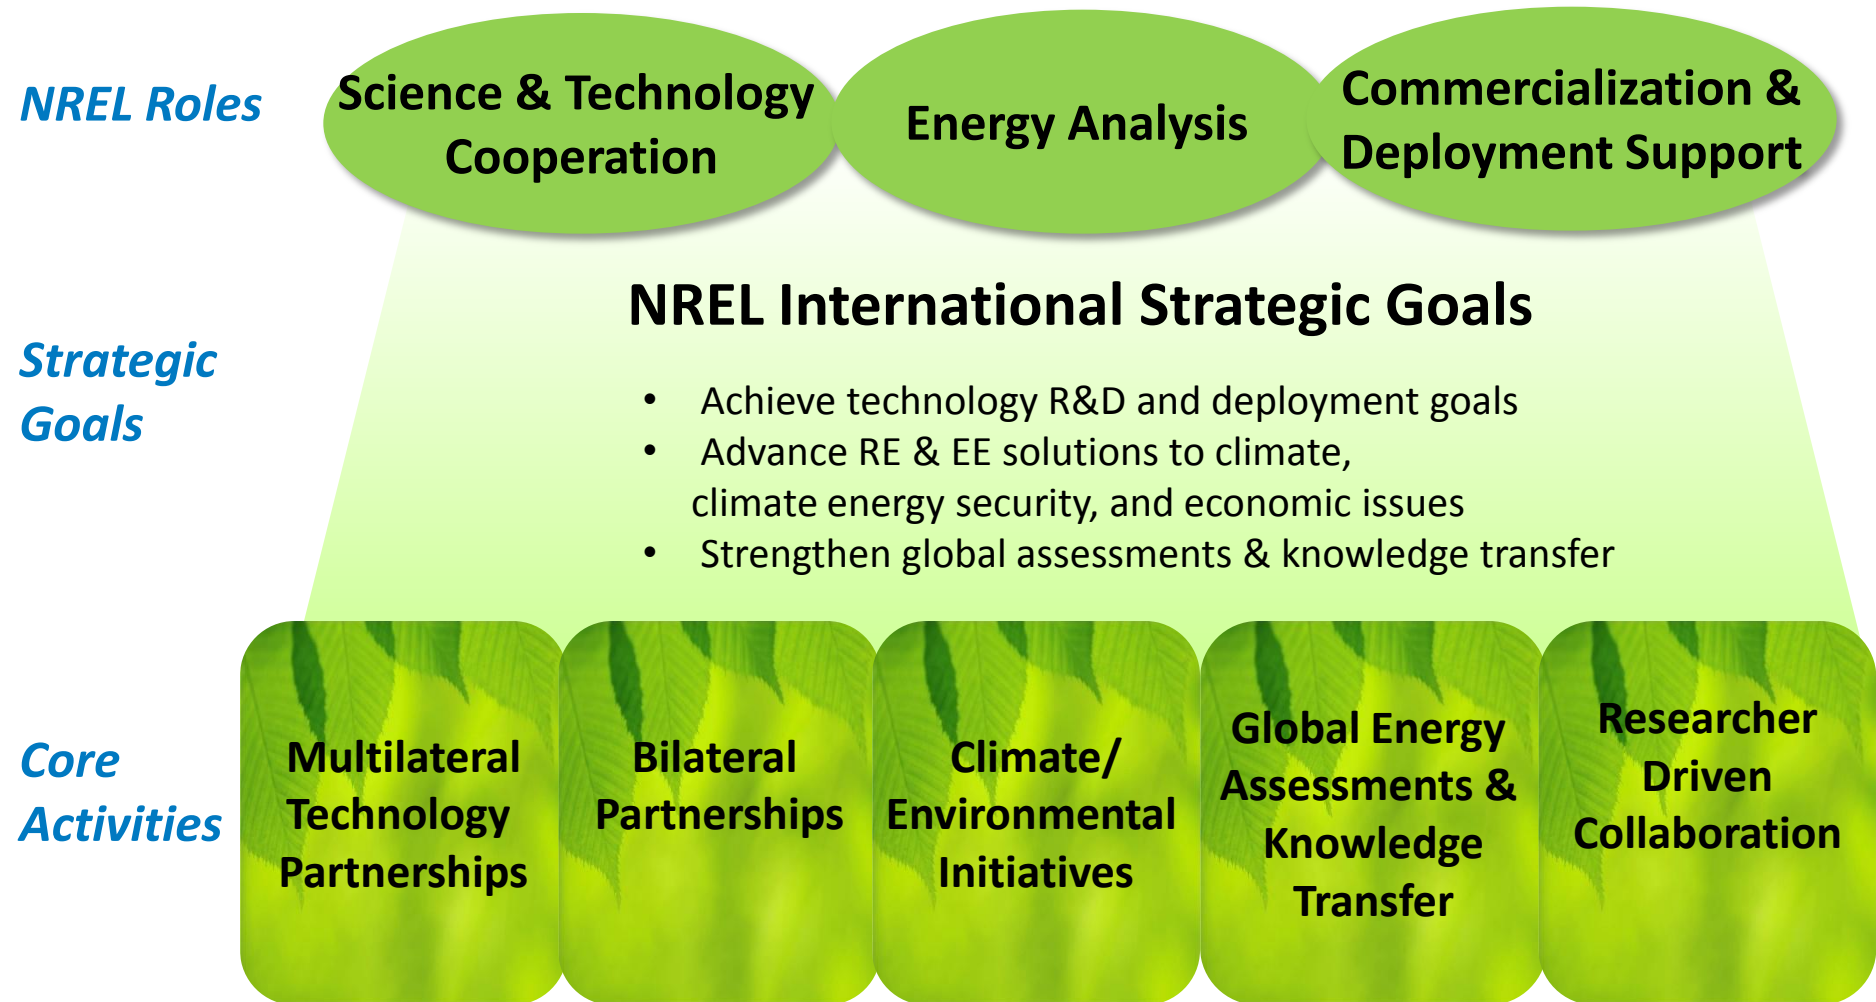 NREL Roles
Science & Technology
Cooperation
Energy Analysis
Commercialization &
Deployment Support
Strategic
Goals
NREL International Strategic Goals
• Achieve technology R&D and deployment goals
• Advance RE & EE solutions to climate,
climate energy security, and economic issues
• Strengthen global assessments & knowledge transfer
Core
Activities
Multilateral
Technology
Partnerships
Bilateral
Partnerships
Climate/
Environmental
Initiatives
Global Energy
Assessments &
Knowledge
Transfer
Researcher
Driven
Collaboration